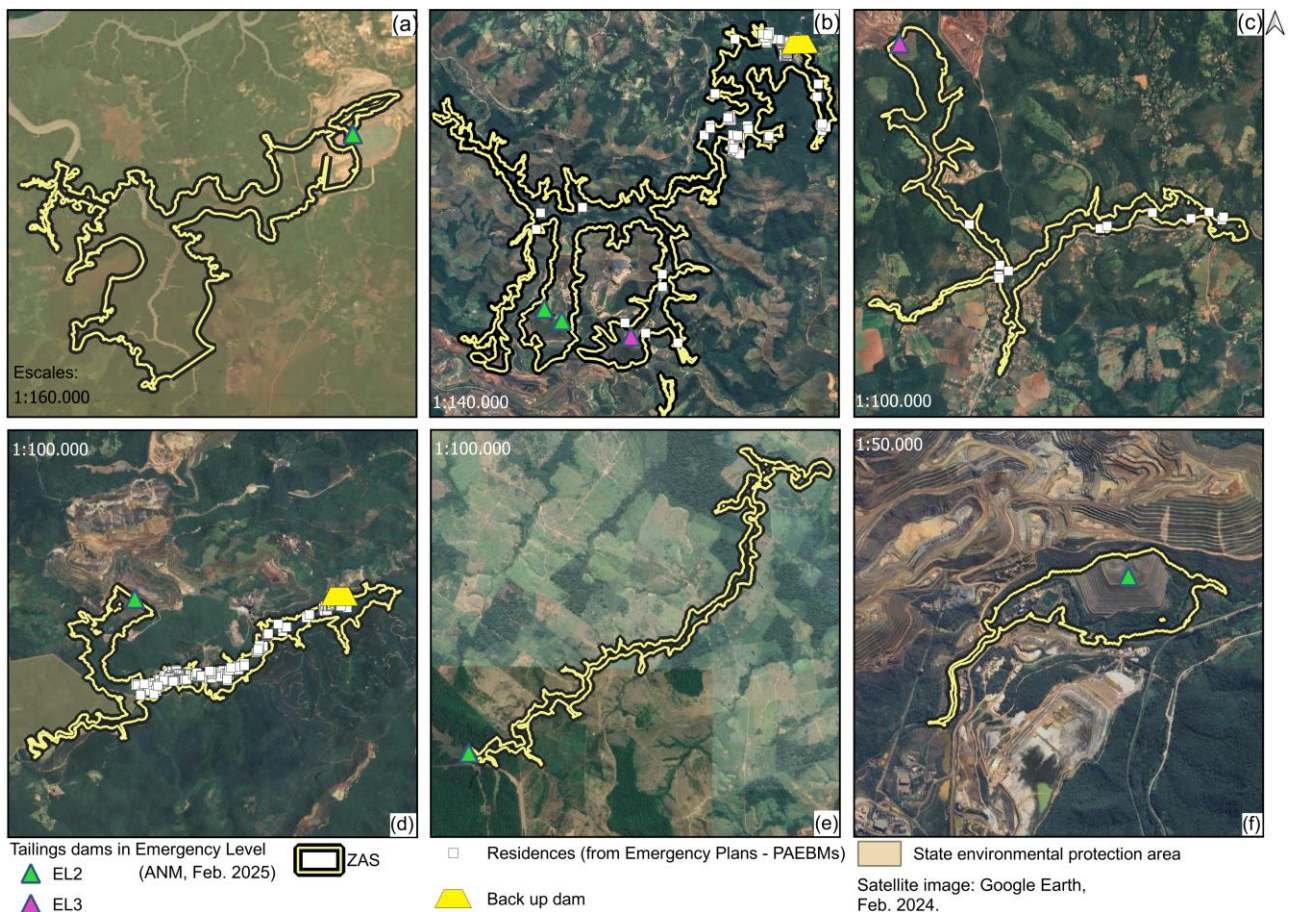 (a)
(b)
(c)
Escales:
1:160.000
1:140.000
1:100.000
1:100.000
1:100.000
1:50.000
(d)
(e)
(f)
Tailings dams in Emergency Level
(ANM, Feb. 2025)
EL2
EL3
ZAS
Residences (from Emergency Plans - PAEBMs)
Back up dam
State environmental protection area
Satellite image: Google Earth,
Feb. 2024.